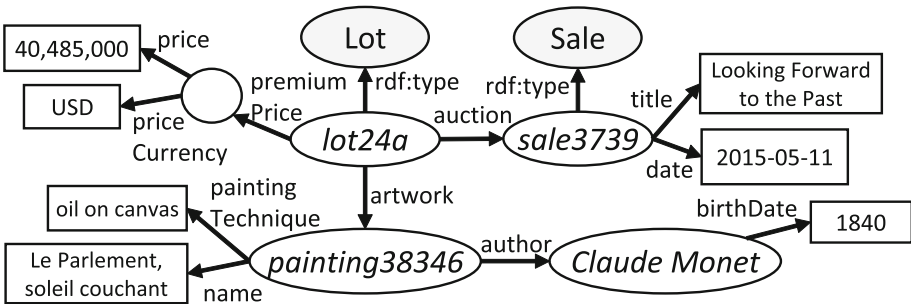 40,485,000
price
Lot
Sale
USD
premium
Price
rdf:type
rdf:type
title
Looking Forward
to the Past
price
Currency
lot24a
auction
sale3739
date
2015-05-11
painting
Technique
artwork
birthDate
oil on canvas
1840
Le Parlement,
soleil couchant
name
painting38346
author
Claude Monet